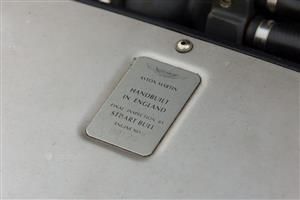 ASTON MARTIN
HANDBUILT
IN ENGLAND
FINAL INSPECTION BY
STUART BULL
ENGINE NO.